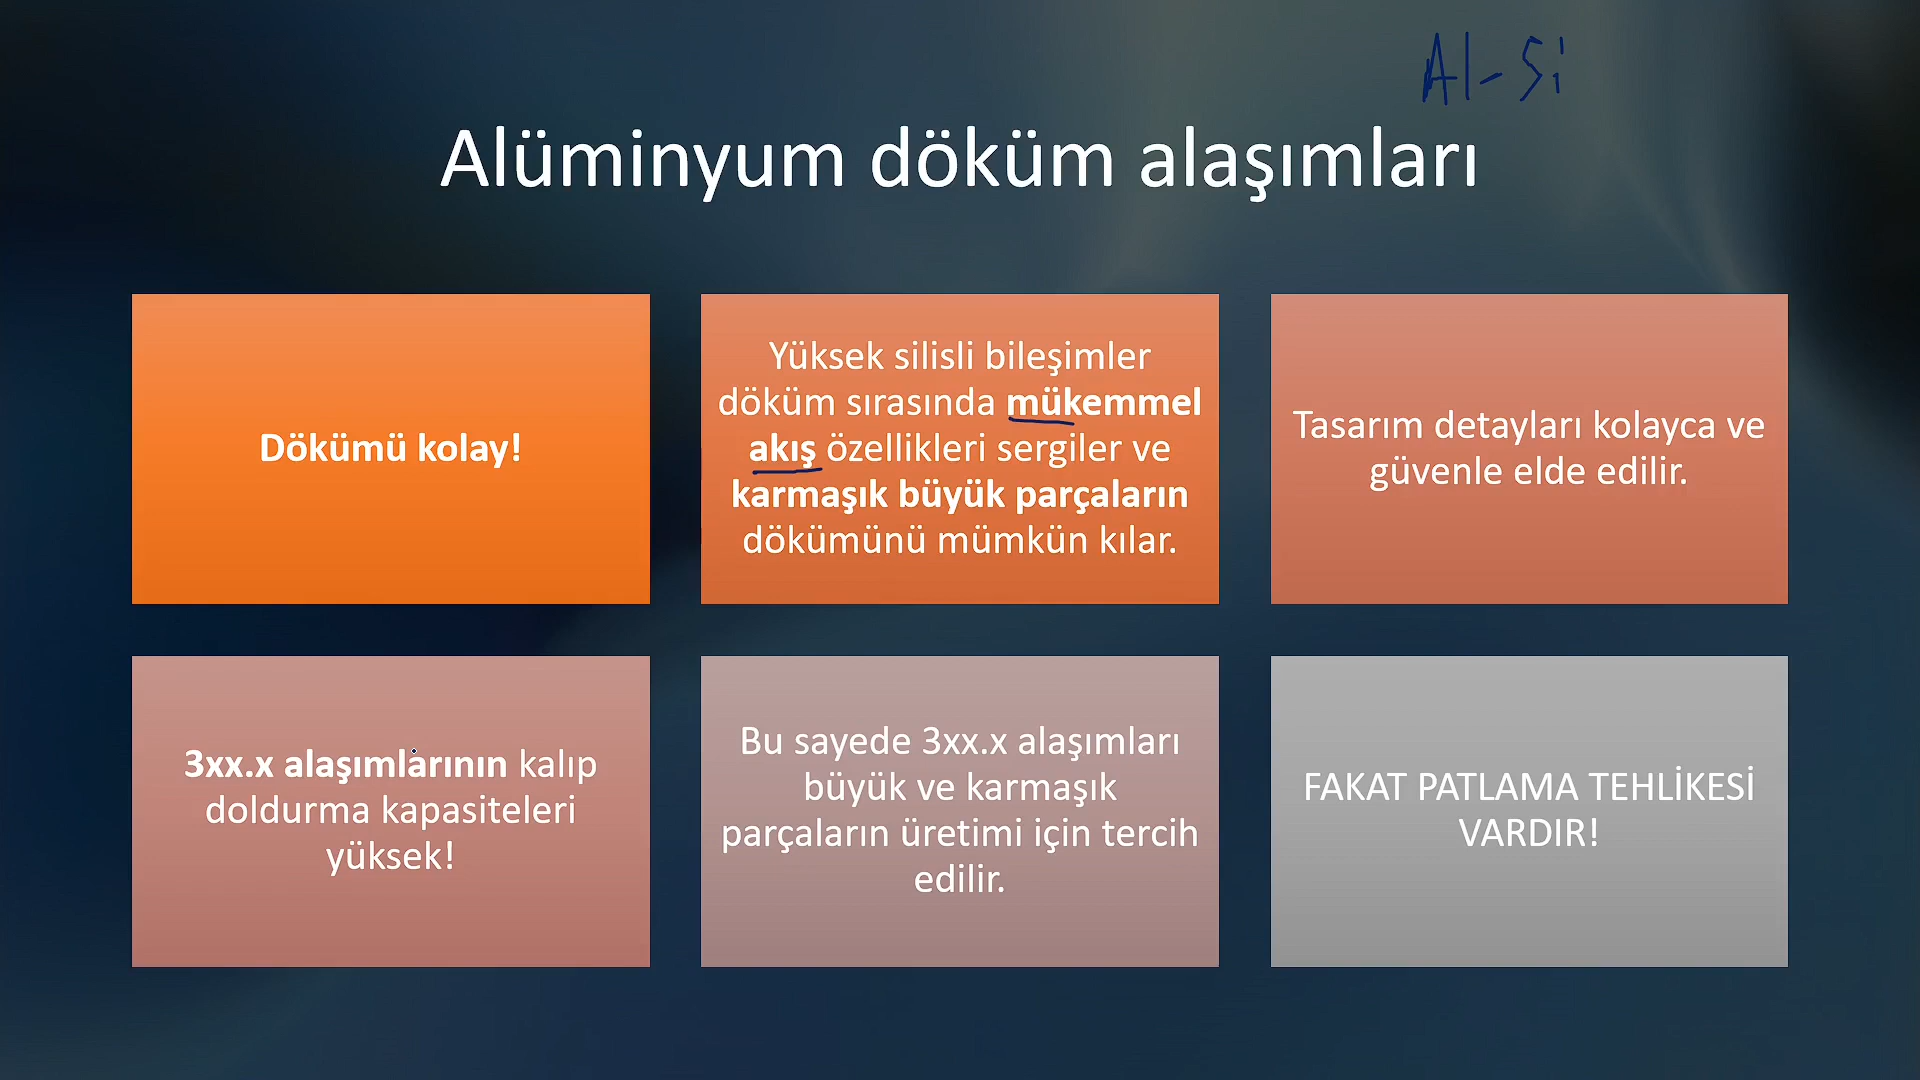 Al-Si
Alüminyum döküm alaşımları
Dökümü kolay!
Yüksek silisli bileşimler
döküm sırasında mükemmel
akış özellikleri sergiler ve
karmaşık büyük parçaların
dökümünü mümkün kılar.
Tasarım detayları kolayca ve
güvenle elde edilir.
3xx.x alaşımlarının kalıp
doldurma kapasiteleri
yüksek!
Bu sayede 3xx.x alaşımları
büyük ve karmaşık
parçaların üretimi için tercih
edilir.
FAKAT PATLAMA TEHLİKESİ
VARDIR!